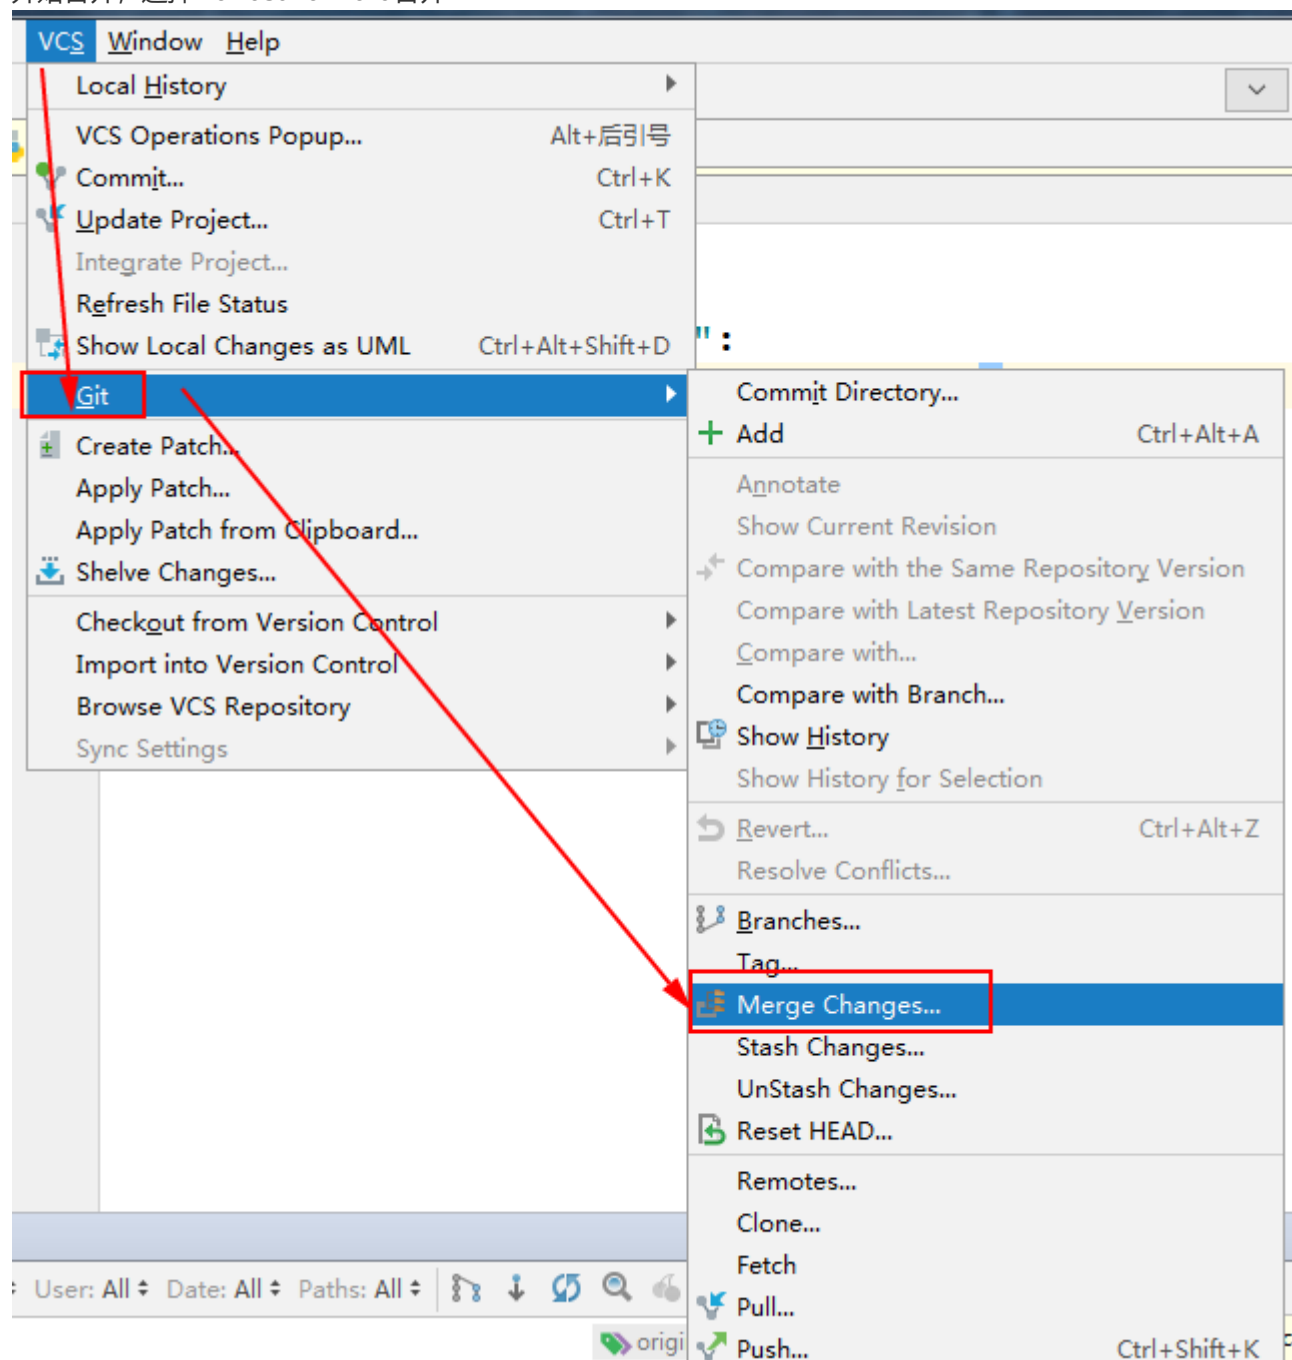 VCS Window Help
Local History
VCS Operations Popup... Alt+后引号
Commit... Ctrl+K
Update Project... Ctrl+T
Integrate Project...
Refresh File Status
Show Local Changes as UML Ctrl+Alt+Shift+D
":
Git
Commit Directory...
Add Ctrl+Alt+A
Create Patch...
Apply Patch...
Apply Patch from Clipboard...
Shelve Changes...
Checkout from Version Control
Import into Version Control
Browse VCS Repository
Sync Settings
Annotate
Show Current Revision
Compare with the Same Repository Version
Compare with Latest Repository Version
Compare with...
Compare with Branch...
Show History
Show History for Selection
Revert... Ctrl+Alt+Z
Resolve Conflicts...
Branches...
Tag...
Merge Changes...
Stash Changes...
UnStash Changes...
Reset HEAD...
Remotes...
Clone...
Fetch
Pull...
Push... Ctrl+Shift+K
User: All Date: All Paths: All
origi